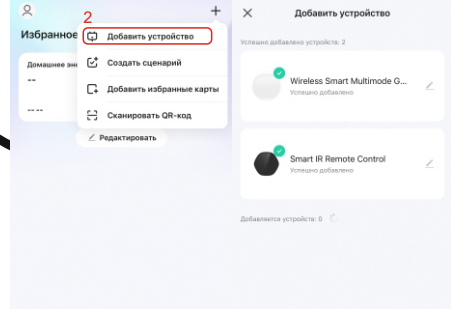 2
Избранное
Добавить устройство
Домашнее эне
Создать сценарий
--
Добавить избранные карты
-- --
Сканировать QR-код
Редактировать
Добавить устройство
Успешно добавлено устройств: 2
Wireless Smart Multimode G...
Успешно добавлено
Smart IR Remote Control
Успешно добавлено
Добавляется устройств: 0